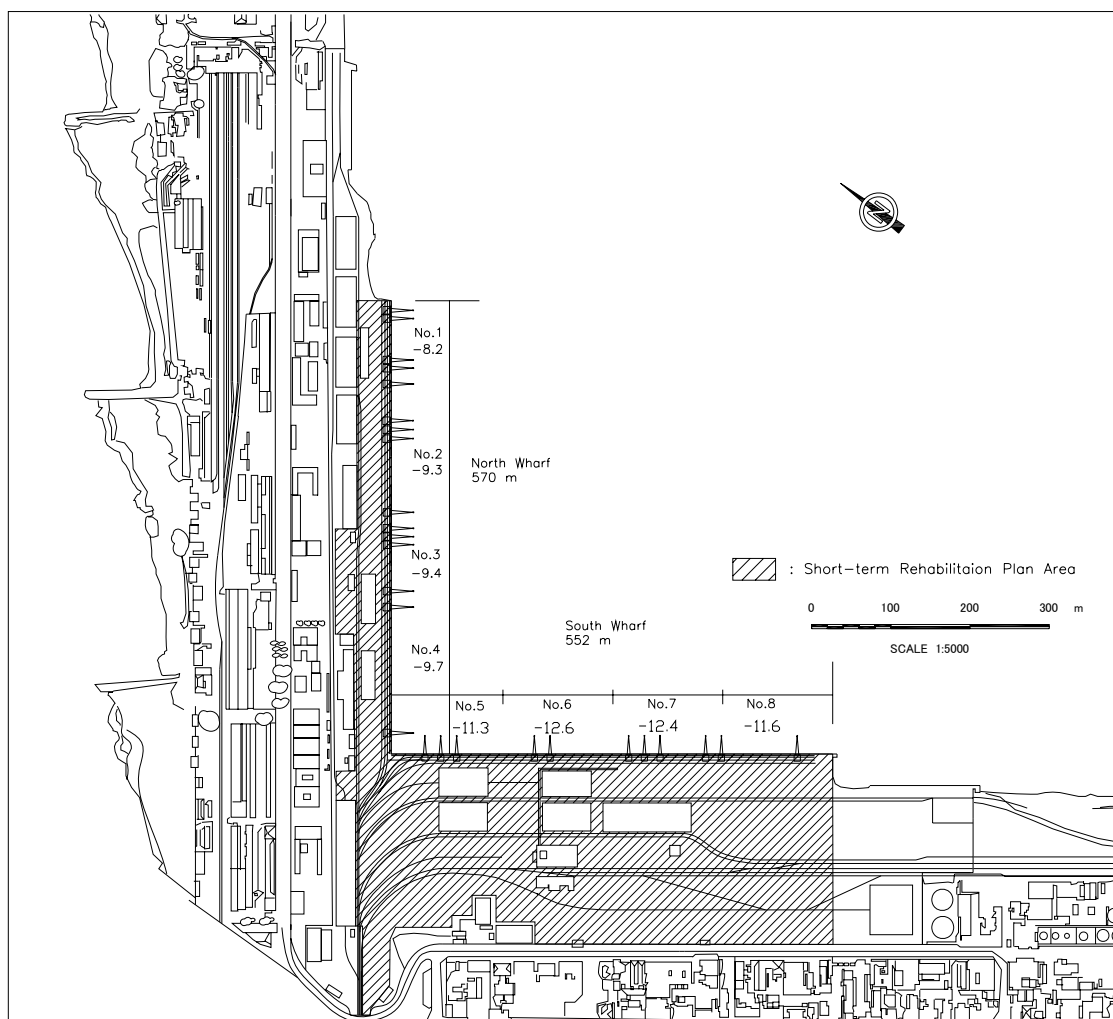 N
No.1
-8.2
No.2
-9.3
North Wharf
570 m
No.3
-9.4
: Short-term Rehabilitaion Plan Area
0 100 200 300 m
SCALE 1:5000
South Wharf
552 m
No.4
-9.7
No.5 No.6 No.7 No.8
-11.3 -12.6 -12.4 -11.6